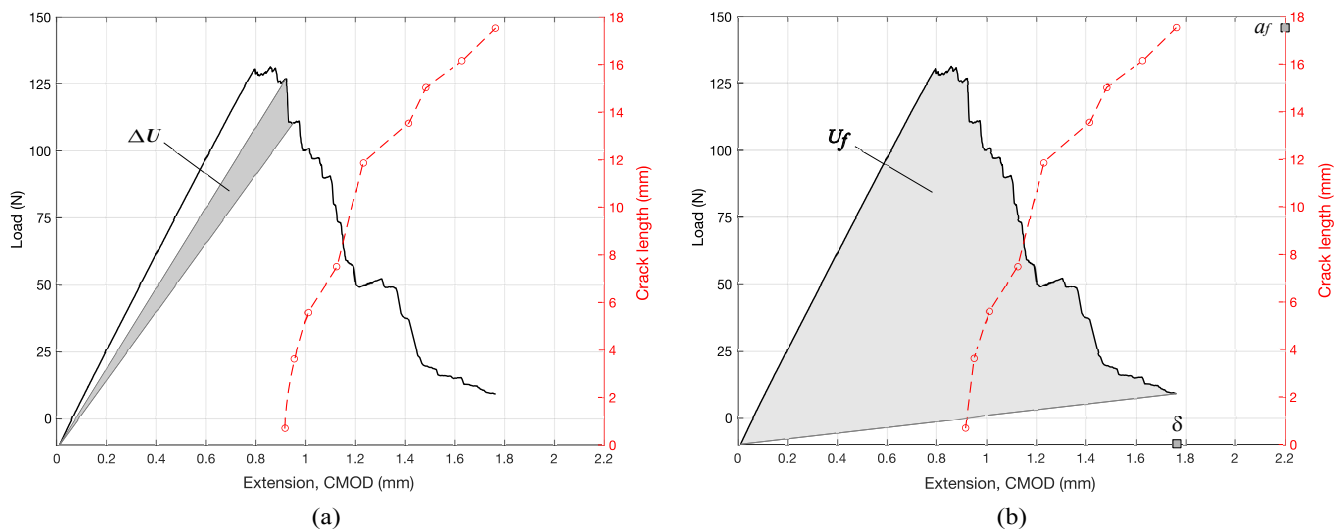 150
125
100
75
50
25
0
Load (N)
ΔU
18
16
14
12
10
8
6
4
2
0
Crack length (mm)
0 0.2 0.4 0.6 0.8 1 1.2 1.4 1.6 1.8 2 2.2
Extension, CMOD (mm)
(a)
150
125
100
75
50
25
0
Load (N)
Uf
af
δ
18
16
14
12
10
8
6
4
2
0
Crack length (mm)
0 0.2 0.4 0.6 0.8 1 1.2 1.4 1.6 1.8 2 2.2
Extension, CMOD (mm)
(b)